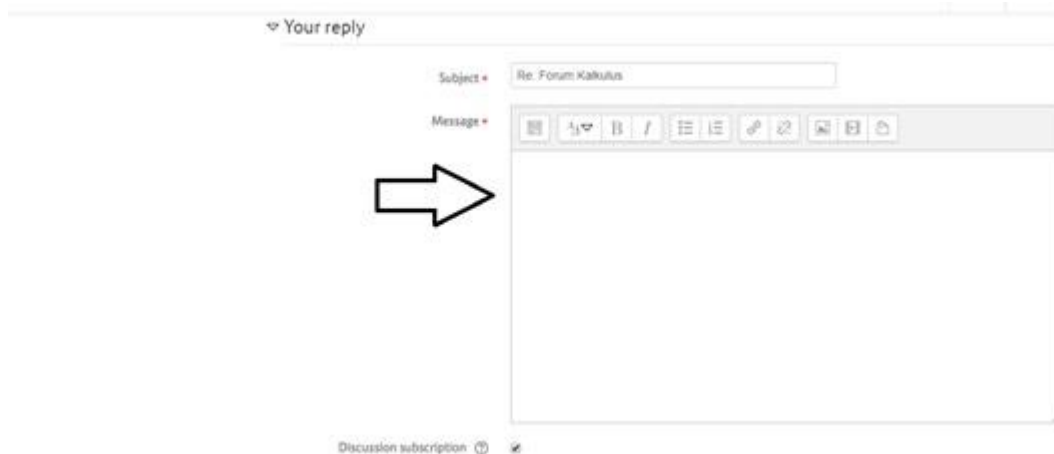 Your reply
Subject
Re: Forum Kalkulus
Message
B I
Discussion subscription